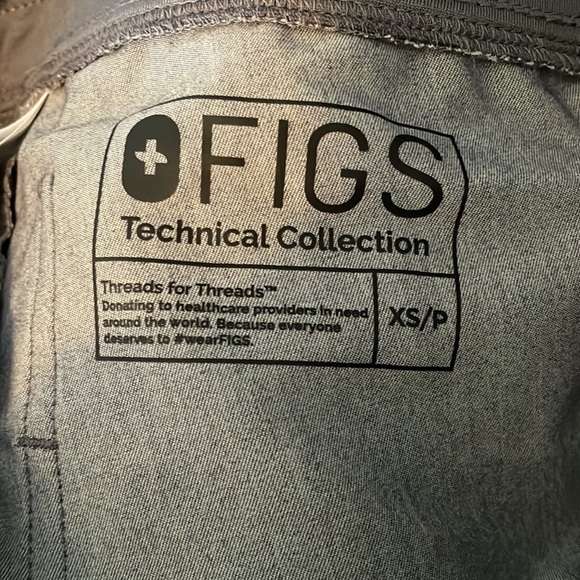 FIGS
Technical Collection
Threads for Threads™
Donating to healthcare providers in need
around the world. Because everyone
deserves to #wearFIGS.
XS/P